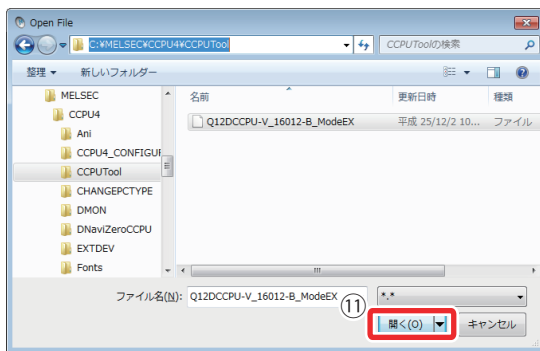 Open File
C:¥MELSEC¥CCPU4¥CCPUTool
CCPUToolの検索
整理 ▼ 新しいフォルダー
MELSEC
CCPU4
Ani
CCPU4_CONFIGUF
CCPUTool
CHANGEPCTYPE
DMON
DNaviZeroCCPU
EXTDEV
Fonts
名前 更新日時 種類
Q12DCCPU-V_16012-B_ModeEX 平成 25/12/2 10... ファイル
ファイル名(N): Q12DCCPU-V_16012-B_ModeEX *.*
⑪
開く(O) キャンセル